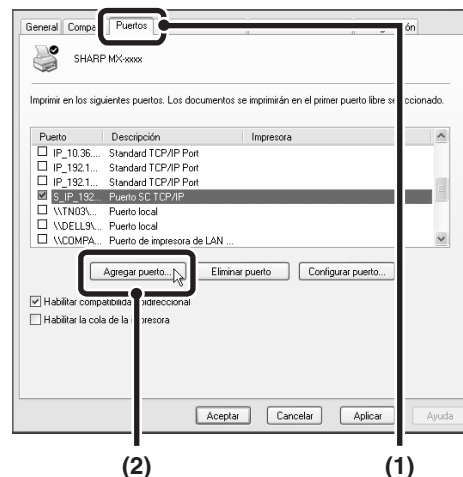 General Compa Puertos ón
SHARP MX-xxxx
Imprimir en los siguientes puertos. Los documentos se imprimirán en el primer puerto libre se ccionado.
Puerto Descripción Impresora
IP_10.36.... Standard TCP/IP Port
IP_192.1... Standard TCP/IP Port
IP_192.1... Standard TCP/IP Port
S_IP_192... Puerto SC TCP/IP
\\TN03\... Puerto local
\\DELL9\... Puerto local
\\COMPA... Puerto de impresora de LAN ...
Agregar puerto... Eliminar puerto Configurar puerto...
Habilitar compatibilida bidireccional
Habilitar la cola de la i presora
Aceptar Cancelar Aplicar Ayuda
(2) (1)